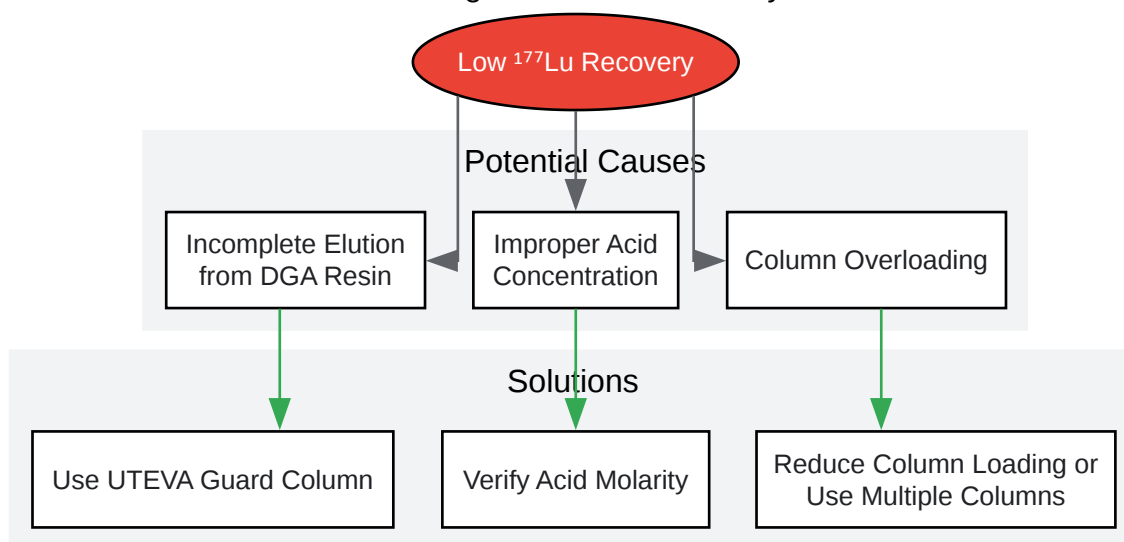 Low ¹⁷⁷Lu Recovery
Potential Causes
Incomplete Elution
from DGA Resin
Improper Acid
Concentration
Column Overloading
Solutions
Use UTEVA Guard Column
Verify Acid Molarity
Reduce Column Loading or
Use Multiple Columns